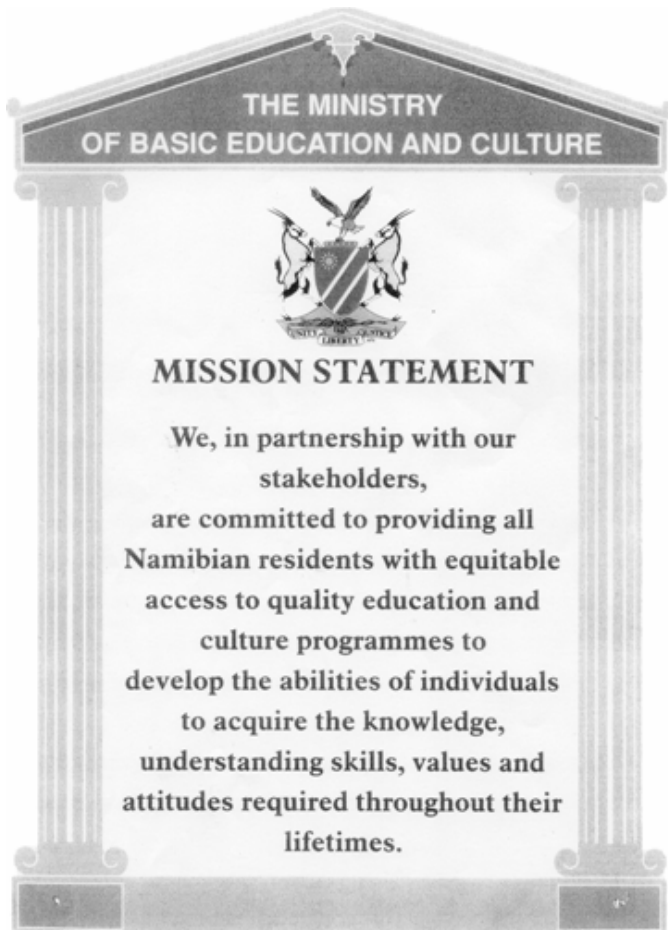 THE MINISTRY
OF BASIC EDUCATION AND CULTURE
UNITY
JUSTICE
LIBERTY
MISSION STATEMENT
We, in partnership with our
stakeholders,
are committed to providing all
Namibian residents with equitable
access to quality education and
culture programmes to
develop the abilities of individuals
to acquire the knowledge,
understanding skills, values and
attitudes required throughout their
lifetimes.